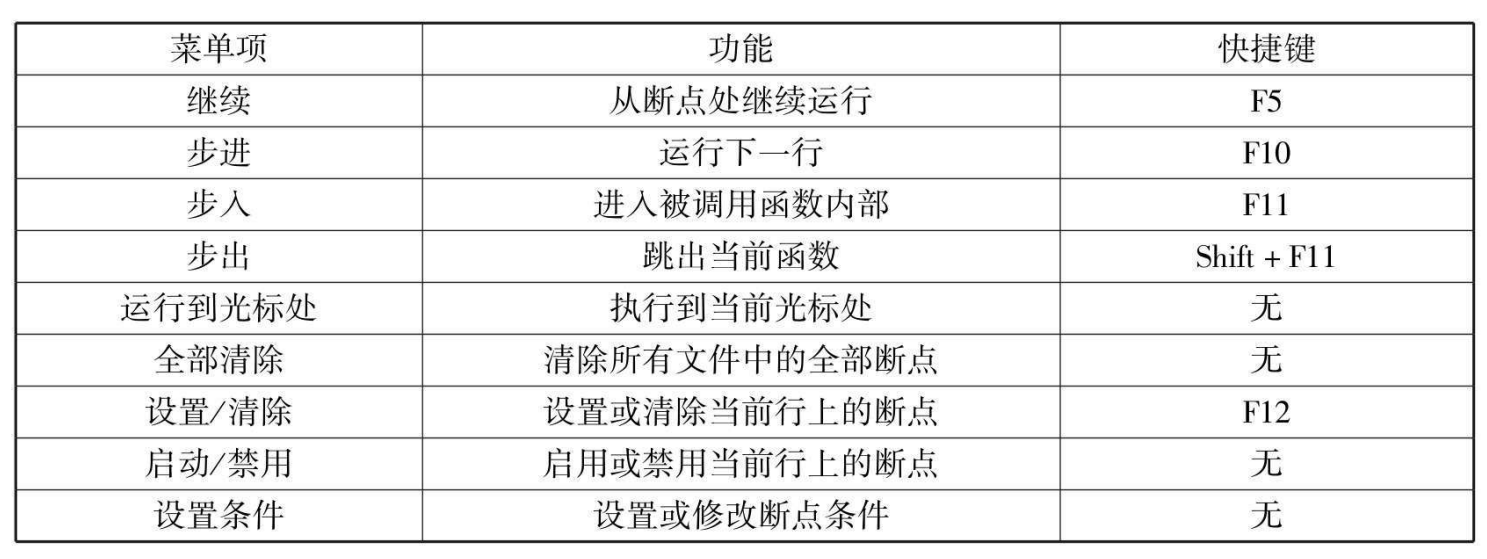 菜单项 功能 快捷键
继续 从断点处继续运行 F5
步进 运行下一行 F10
步入 进入被调用函数内部 F11
步出 跳出当前函数 Shift + F11
运行到光标处 执行到当前光标处 无
全部清除 清除所有文件中的全部断点 无
设置/清除 设置或清除当前行上的断点 F12
启动/禁用 启用或禁用当前行上的断点 无
设置条件 设置或修改断点条件 无